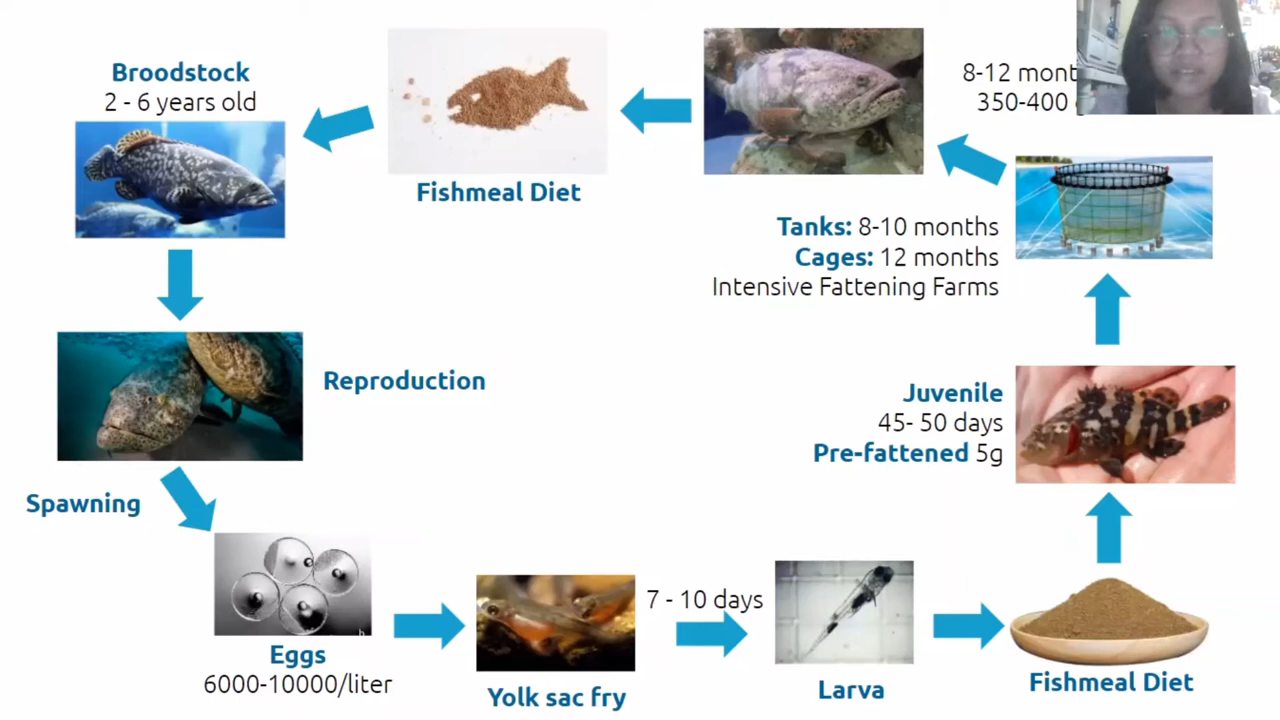 Broodstock
2 - 6 years old
Fishmeal Diet
8-12 
350-400
Tanks: 8-10 months
Cages: 12 months
Intensive Fattening Farms
Reproduction
Juvenile
45- 50 days
Pre-fattened 5g
Spawning
Eggs
6000-10000/liter
Yolk sac fry
7 - 10 days
Larva
Fishmeal Diet